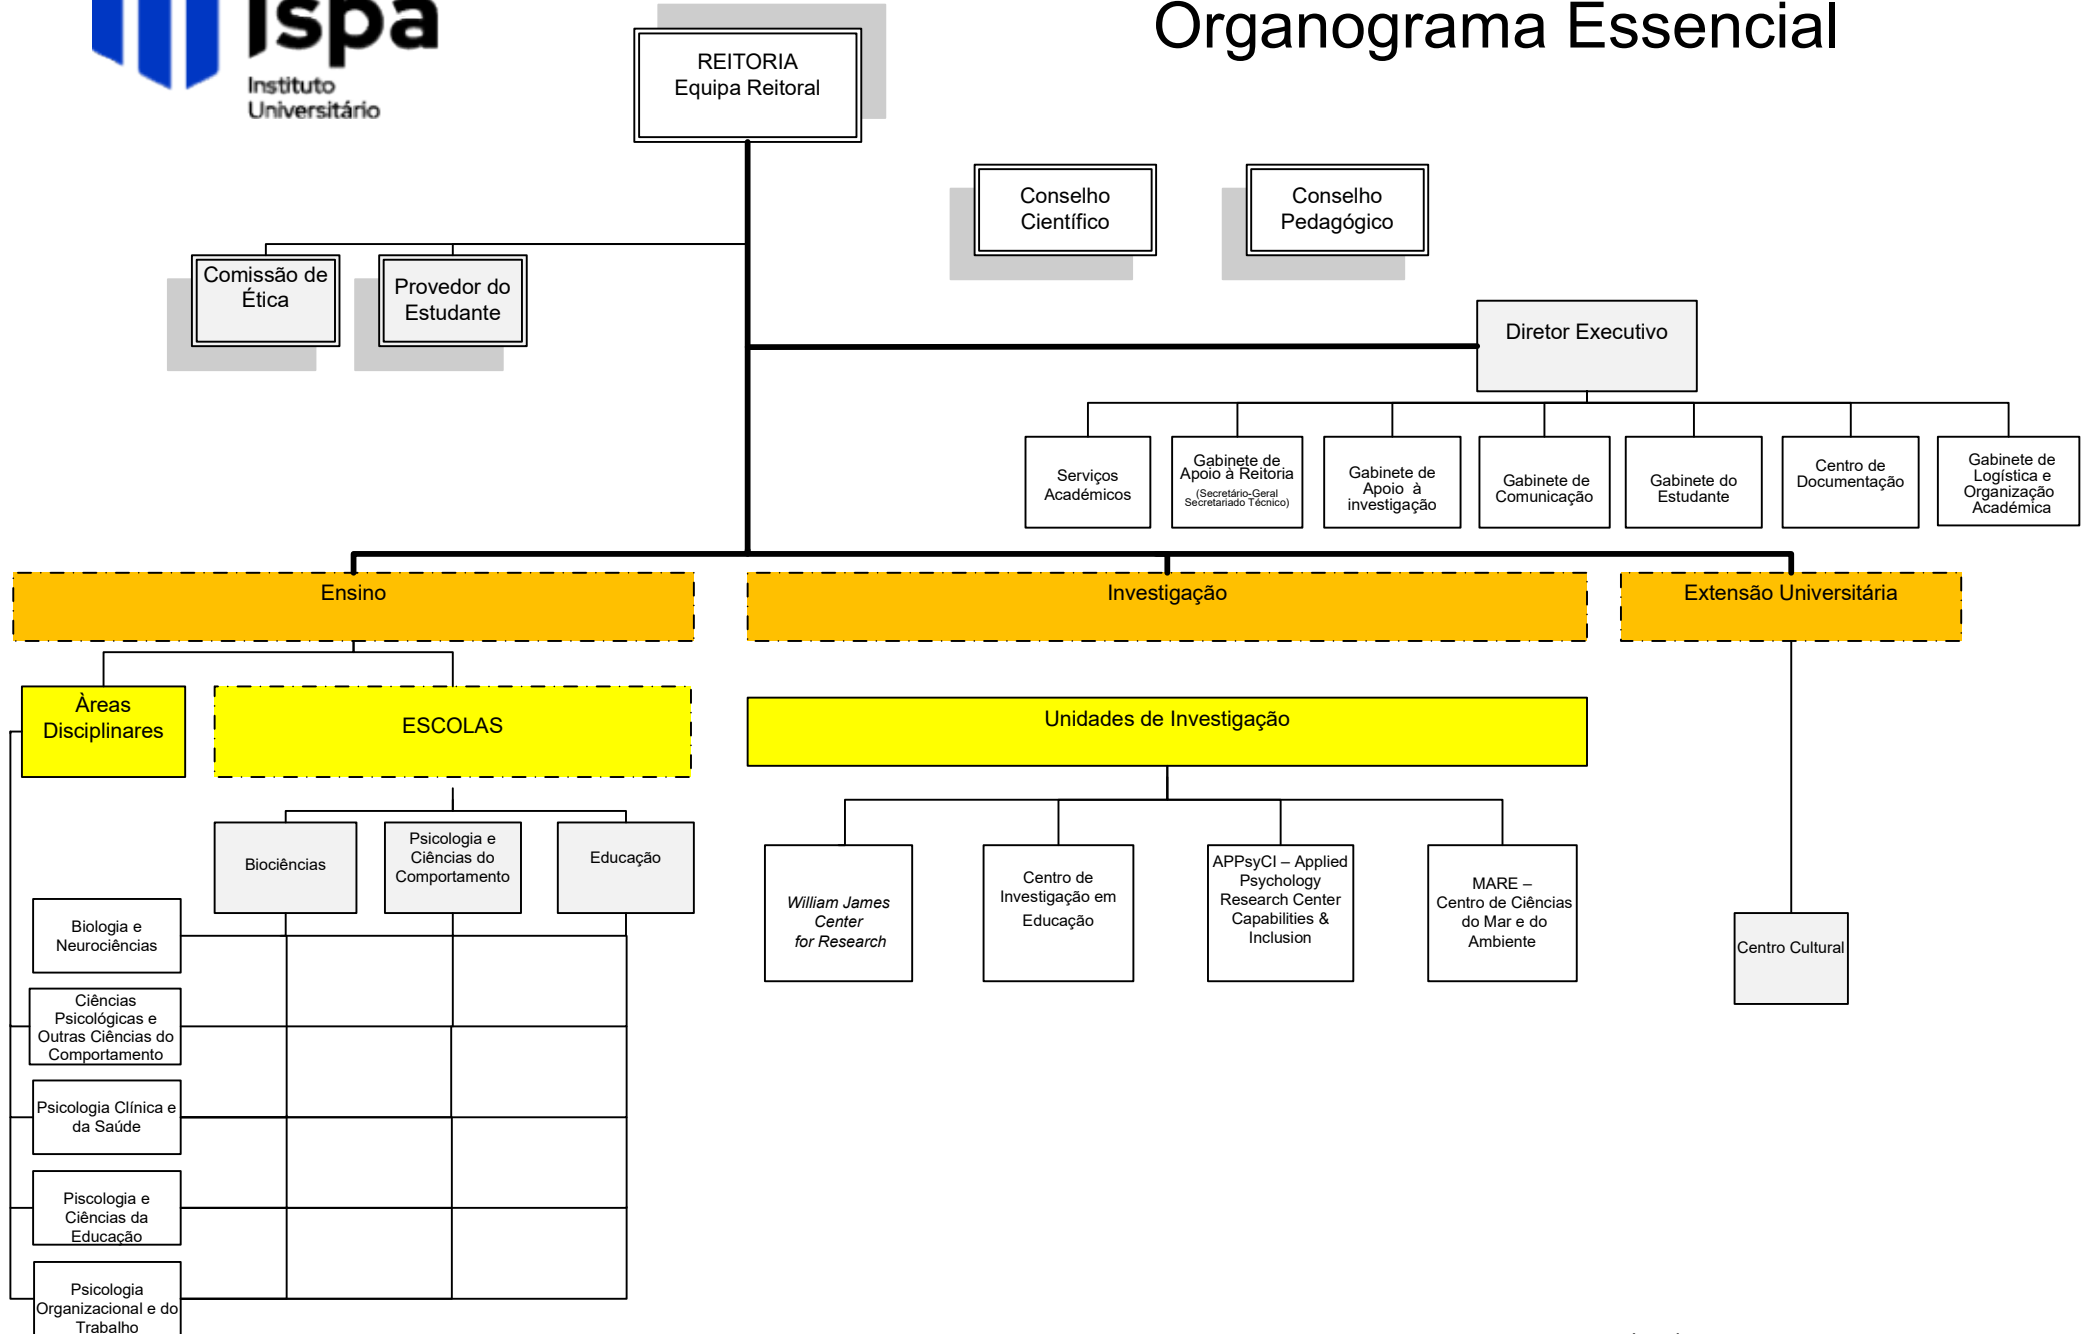 ispa
Instituto
Universitário
Organograma Essencial
REITORIA
Equipa Reitoral
Conselho
Científico
Conselho
Pedagógico
Comissão de
Ética
Provedor do
Estudante
Diretor Executivo
Serviços
Académicos
Gabinete de
Apoio à Reitoria
(Secretário-Geral
Secretariado Técnico)
Gabinete de
Apoio à
investigação
Gabinete de
Comunicação
Gabinete do
Estudante
Centro de
Documentação
Gabinete de
Logística e
Organização
Académica
Ensino
Investigação
Extensão Universitária
Àreas
Disciplinares
ESCOLAS
Unidades de Investigação
Biociências
Psicologia e
Ciências do
Comportamento
Educação
William James
Center
for Research
Centro de
Investigação em
Educação
APPsyCI – Applied
Psychology
Research Center
Capabilities &
Inclusion
MARE –
Centro de Ciências
do Mar e do
Ambiente
Centro Cultural
Biologia e
Neurociências
Ciências
Psicológicas e
Outras Ciências do
Comportamento
Psicologia Clínica e
da Saúde
Piscologia e
Ciências da
Educação
Psicologia
Organizacional e do
Trabalho